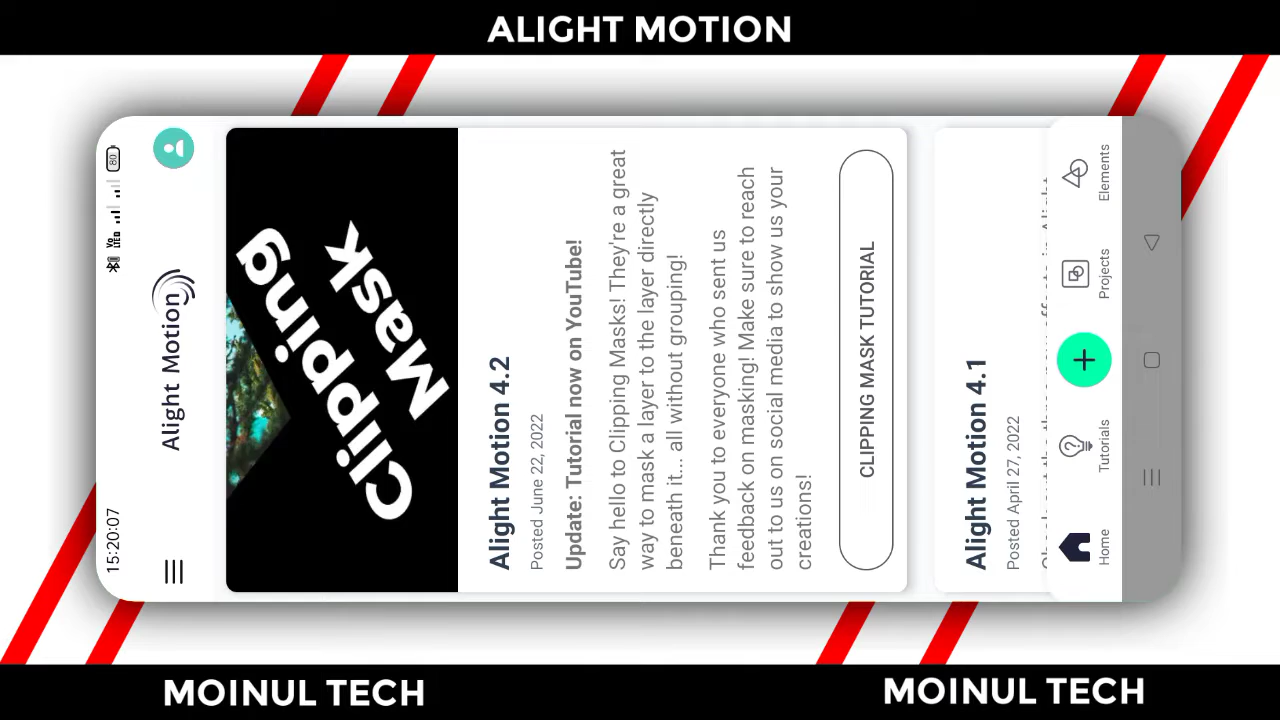 ALIGHT MOTION
15:20:07
Vo
LTE
80
Alight Motion
Clipping
Mask
Alight Motion 4.2
Posted June 22, 2022
Update: Tutorial now on YouTube!
Say hello to Clipping Masks! They're a great
way to mask a layer to the layer directly
beneath it... all without grouping!
Thank you to everyone who sent us
feedback on masking! Make sure to reach
out to us on social media to show us your
creations!
CLIPPING MASK TUTORIAL
Alight Motion 4.1
Posted April 27, 2022
Home
Tutorials
Projects
Elements
MOINUL TECH
MOINUL TECH